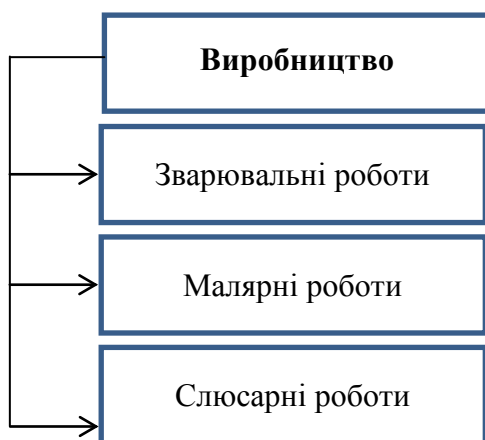 Виробництво
Зварювальні роботи
Малярні роботи
Слюсарні роботи